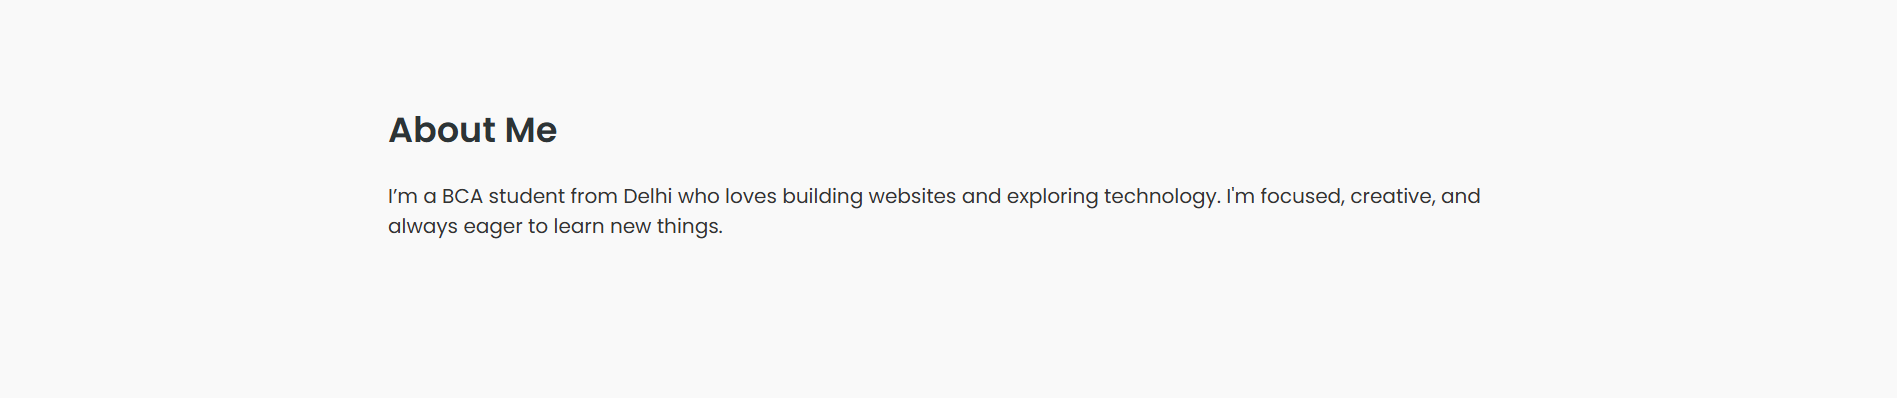 About Me
I’m a BCA student from Delhi who loves building websites and exploring technology. I'm focused, creative, and
always eager to learn new things.